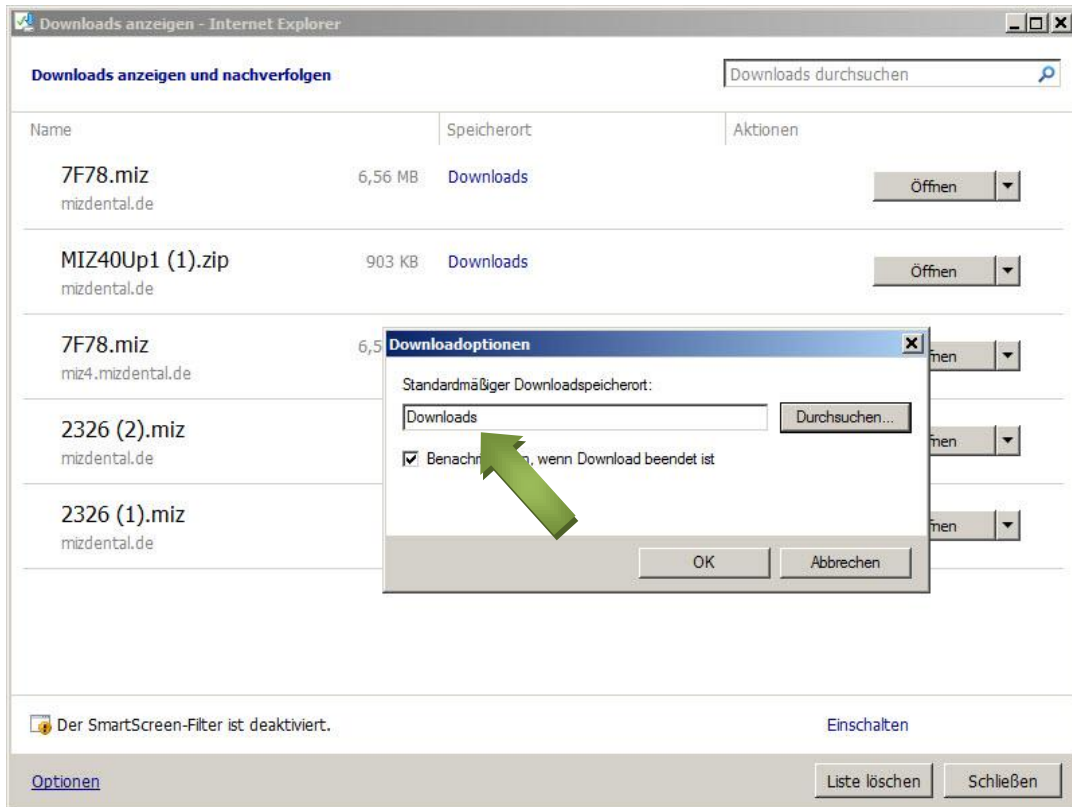 Downloads anzeigen - Internet Explorer
Downloads anzeigen und nachverfolgen
Downloads durchsuchen
Name Speicherort Aktionen
7F78.miz 6,56 MB Downloads Öffnen
mizdental.de
MIZ40Up1 (1).zip 903 KB Downloads Öffnen
mizdental.de
7F78.miz 6,5
miz4.mizdental.de
2326 (2).miz
mizdental.de
2326 (1).miz
mizdental.de
Downloadoptionen
Standardmäßiger Downloadspeicherort:
Downloads Durchsuchen...
wenn Download beendet ist
OK Abbrechen
Der SmartScreen-Filter ist deaktiviert. Einschalten
Optionen Liste löschen Schließen